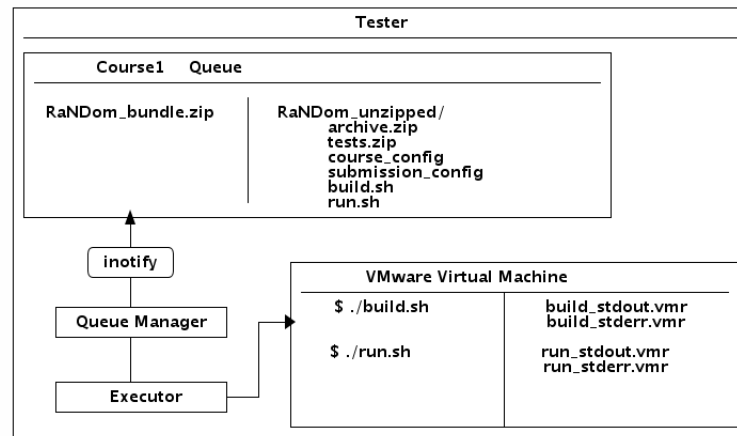 Tester
Course1 Queue
RaNDom_bundle.zip
RaNDom_unzipped/
archive.zip
tests.zip
course_config
submission_config
build.sh
run.sh
inotify
Queue Manager
Executor
VMware Virtual Machine
$ ./build.sh
build_stdout.vmr
build_stderr.vmr
$ ./run.sh
run_stdout.vmr
run_stderr.vmr